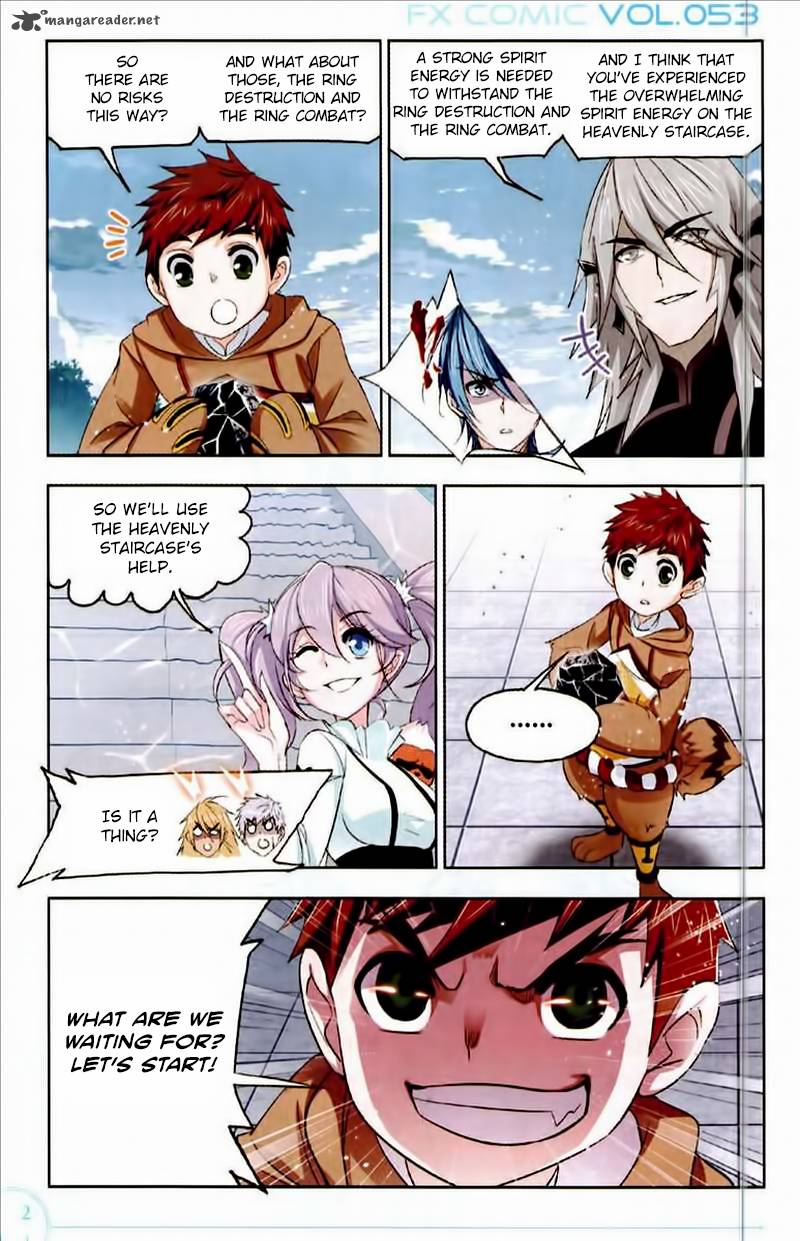 mangareader.net
FX COMIC VOL.053
SO
THERE ARE
NO RISKS
THIS WAY?
AND WHAT ABOUT
THOSE, THE RING
DESTRUCTION AND
THE RING COMBAT?
A STRONG SPIRIT
ENERGY IS NEEDED
TO WITHSTAND THE
RING DESTRUCTION AND
THE RING COMBAT.
AND I THINK THAT
YOU'VE EXPERIENCED
THE OVERWHELMING
SPIRIT ENERGY ON THE
HEAVENLY STAIRCASE.
SO WE'LL USE
THE HEAVENLY
STAIRCASE'S
HELP.
IS IT A
THING?
......
WHAT ARE WE
WAITING FOR?
LET'S START!
2